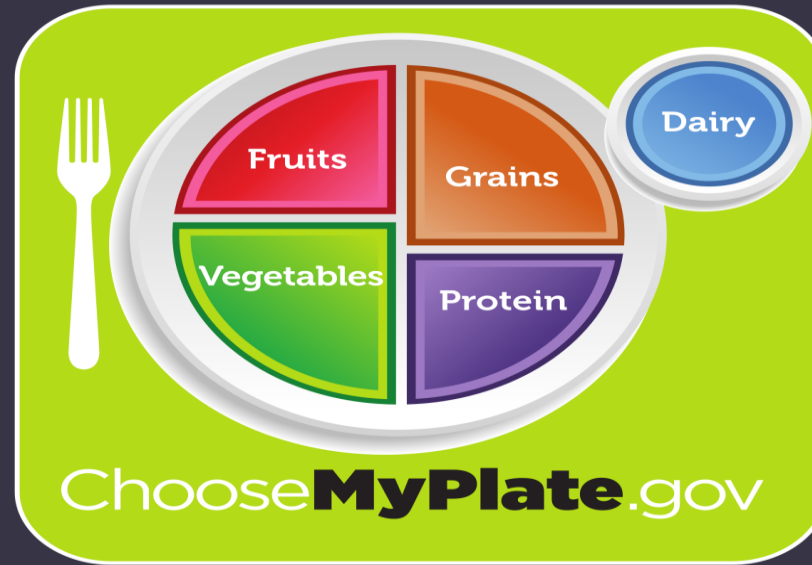 Fruits
Grains
Dairy
Vegetables
Protein
ChooseMyPlate.gov